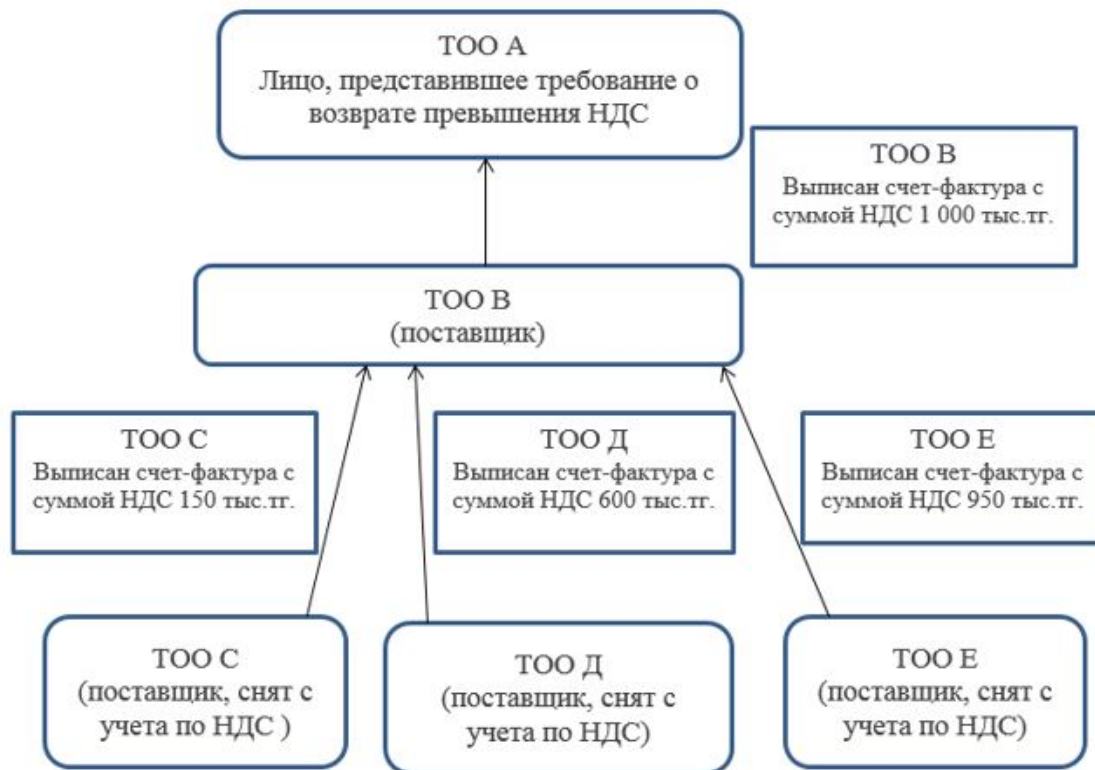 ТОО А
Лицо, представившее требование о
возврате превышения НДС
ТОО В
Выписан счет-фактура с
суммой НДС 1 000 тыс.тг.
ТОО В
(поставщик)
ТОО С
Выписан счет-фактура с
суммой НДС 150 тыс.тг.
ТОО Д
Выписан счет-фактура с
суммой НДС 600 тыс.тг.
ТОО Е
Выписан счет-фактура с
суммой НДС 950 тыс.тг.
ТОО С
(поставщик, снят с
учета по НДС )
ТОО Д
(поставщик, снят с
учета по НДС)
ТОО Е
(поставщик, снят с
учета по НДС)